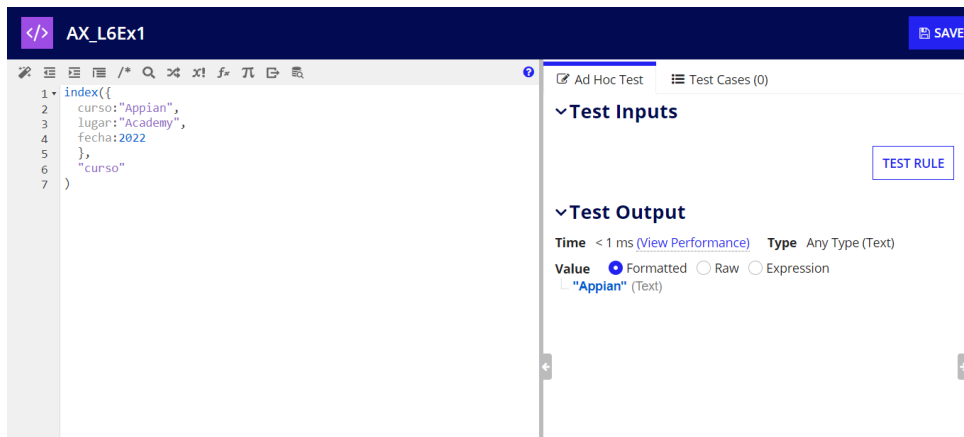 </> AX_L6Ex1
SAVE
/* x! f× π
1 index({
2 curso:"Appian",
3 lugar:"Academy",
4 fecha:2022
5 },
6 "curso"
7 )
Ad Hoc Test Test Cases (0)
Test Inputs
TEST RULE
Test Output
Time < 1 ms (View Performance) Type Any Type (Text)
Value Formatted Raw Expression
"Appian" (Text)